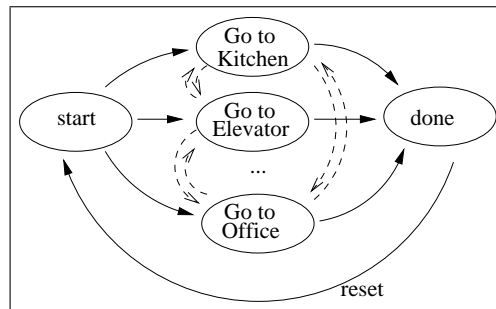 Go to
Kitchen
start
Go to
Elevator
done
...
Go to
Office
reset